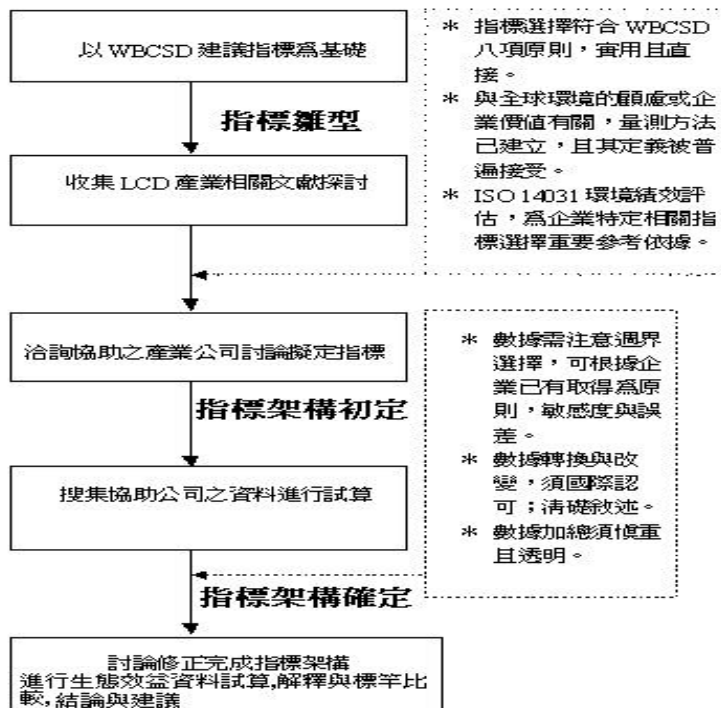 以 WBCSD 建議指標爲基礎
指標雛型
收集 LCD 產業相關文獻探討
* 指標選擇符合 WBCSD
八項原則，實用且直
接。
* 與全球環境的顧慮或企
業價值有關，量測方法
已建立，且其定義被普
遍接受。
* ISO 14031 環境績效評
估，爲企業特定相關指
標選擇重要參考依據。
洽詢協助之產業公司討論擬定指標
指標架構初定
搜集協助公司之資料進行試算
* 數據需注意週界
選擇，可根據企
業已有取得爲原
則，敏感度與誤
差。
* 數據轉換與改
變，須國際認
可；清礎敘述。
* 數據加總須慎重
且透明。
指標架構確定
討論修正完成指標架構
進行生態效益資料試算,解釋與標竿比
較,結論與建議